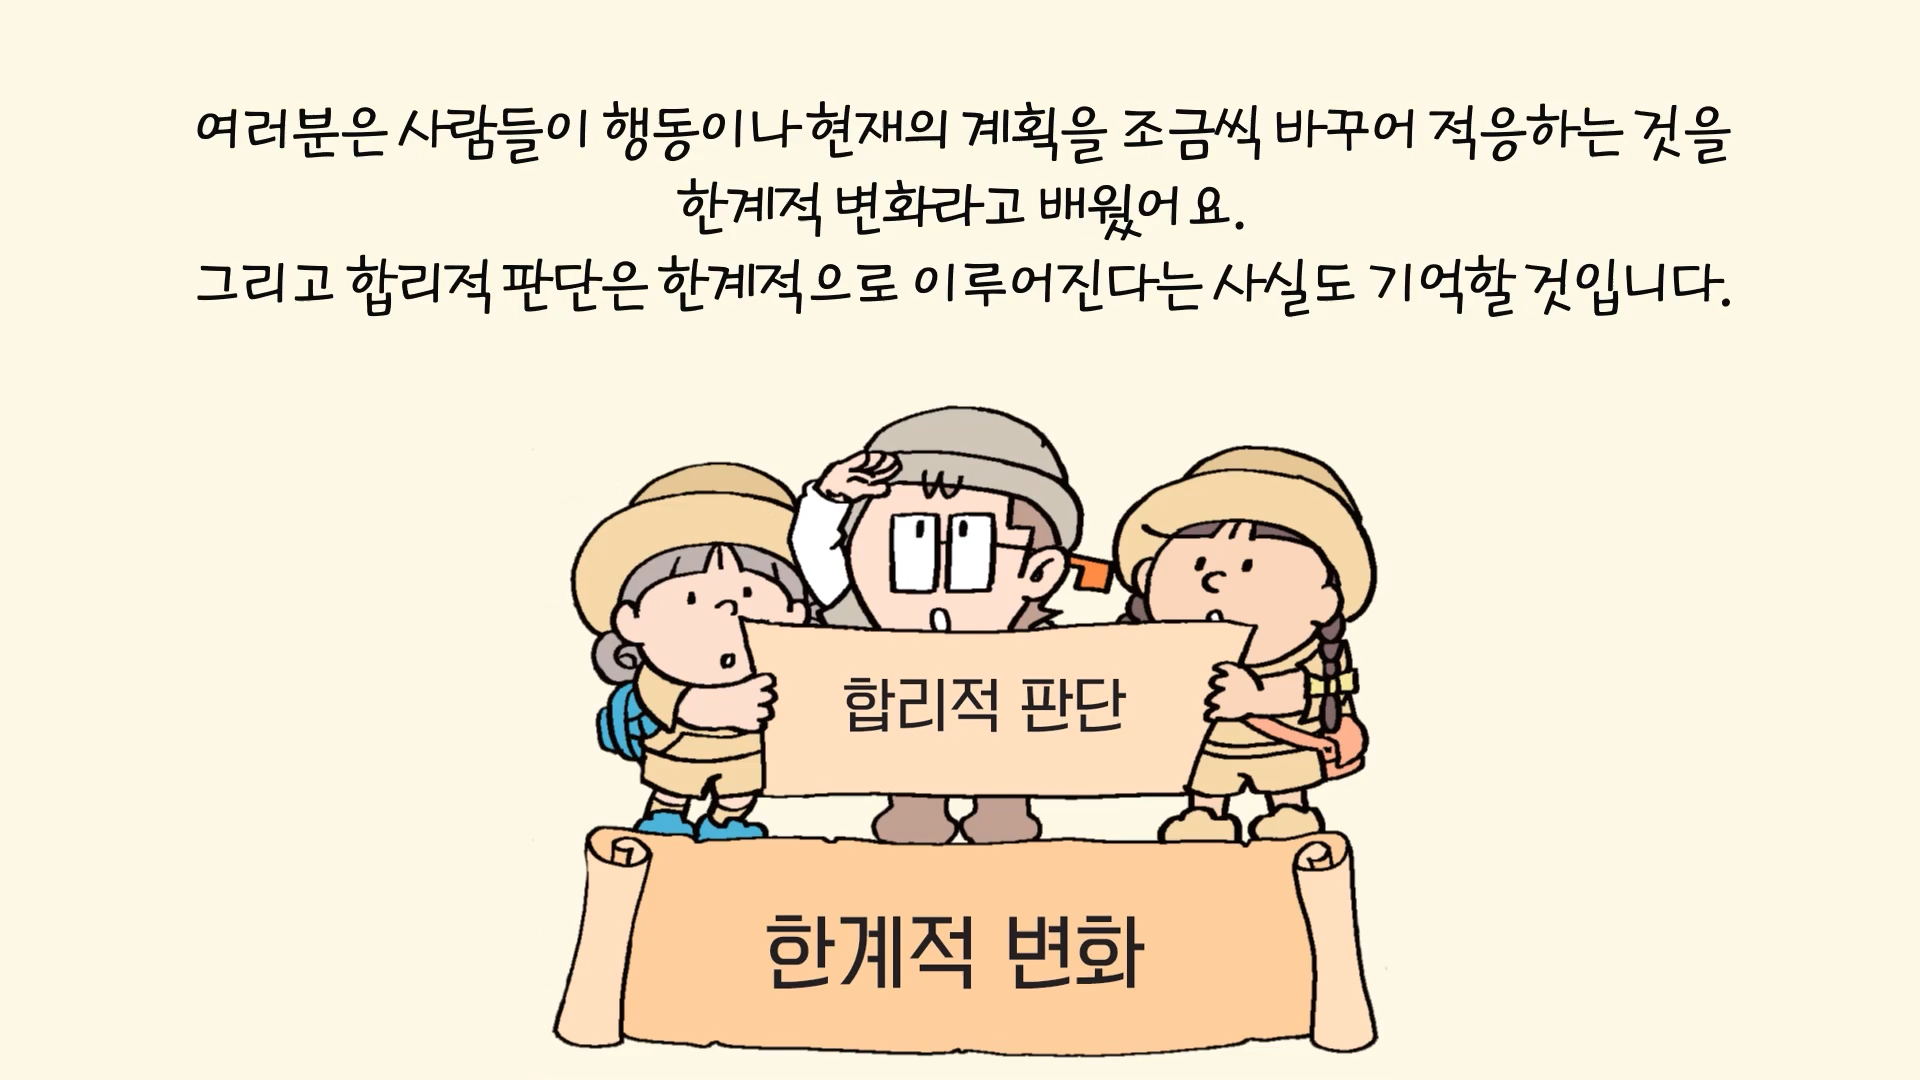 여러분은 사람들이 행동이나 현재의 계획을 조금씩 바꾸어 적응하는 것을
한계적 변화라고 배웠어요.
그리고 합리적 판단은 한계적으로 이루어진다는 사실도 기억할 것입니다.
합리적 판단
한계적 변화